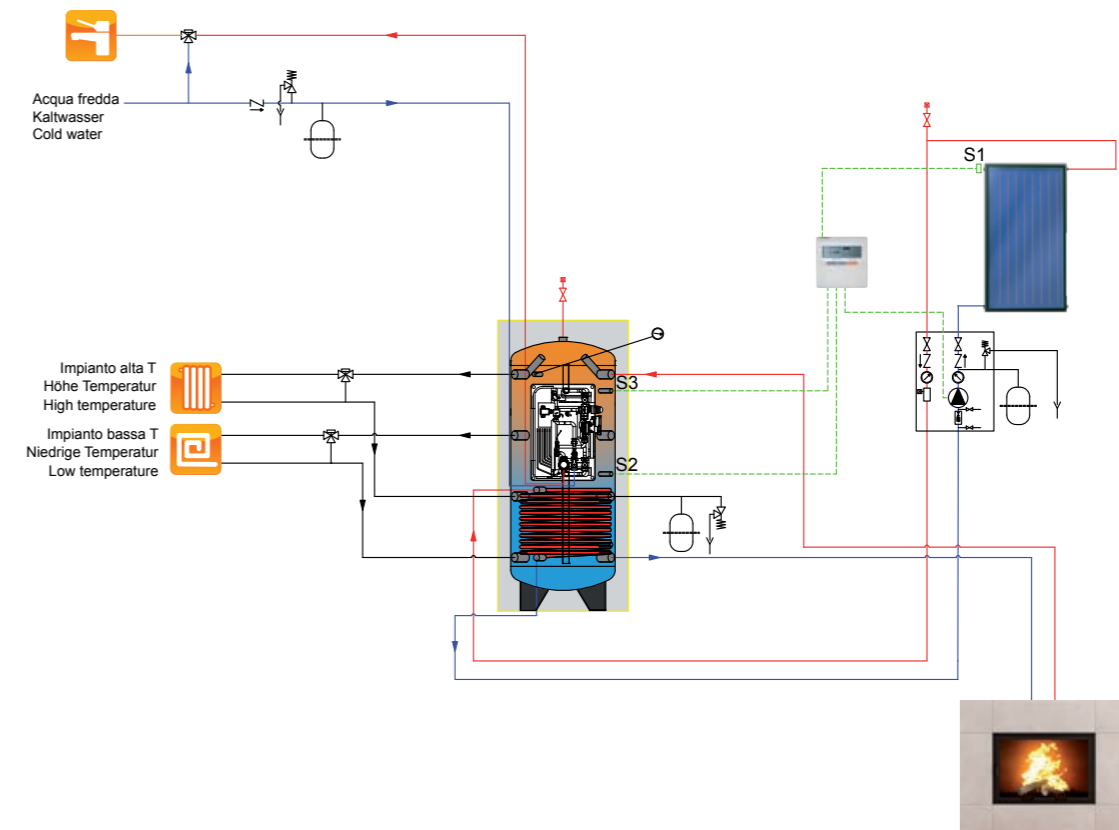 Acqua fredda
Kaltwasser
Cold water
S1
Impianto alta T
Höhe Temperatur
High temperature
S3
Impianto bassa T
Niedrige Temperatur
Low temperature
S2